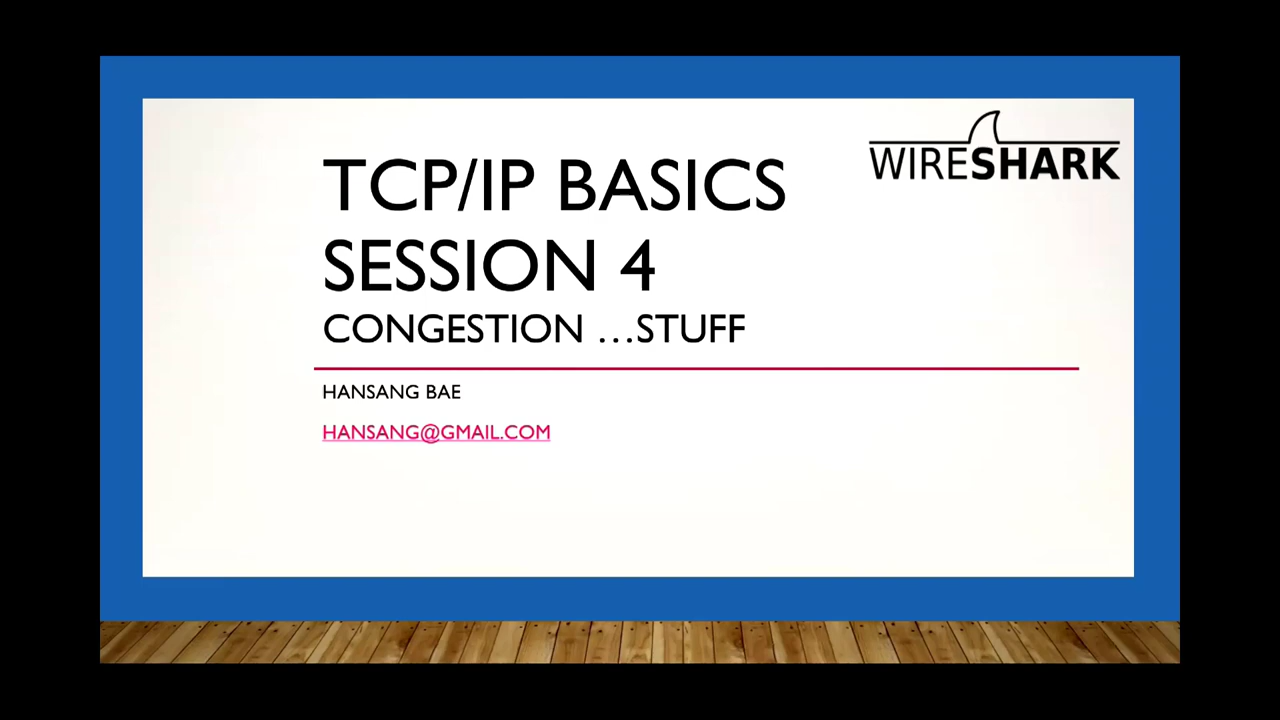 WIRESHARK
TCP/IP BASICS
SESSION 4
CONGESTION ...STUFF
HANSANG BAE
HANSANG@GMAIL.COM